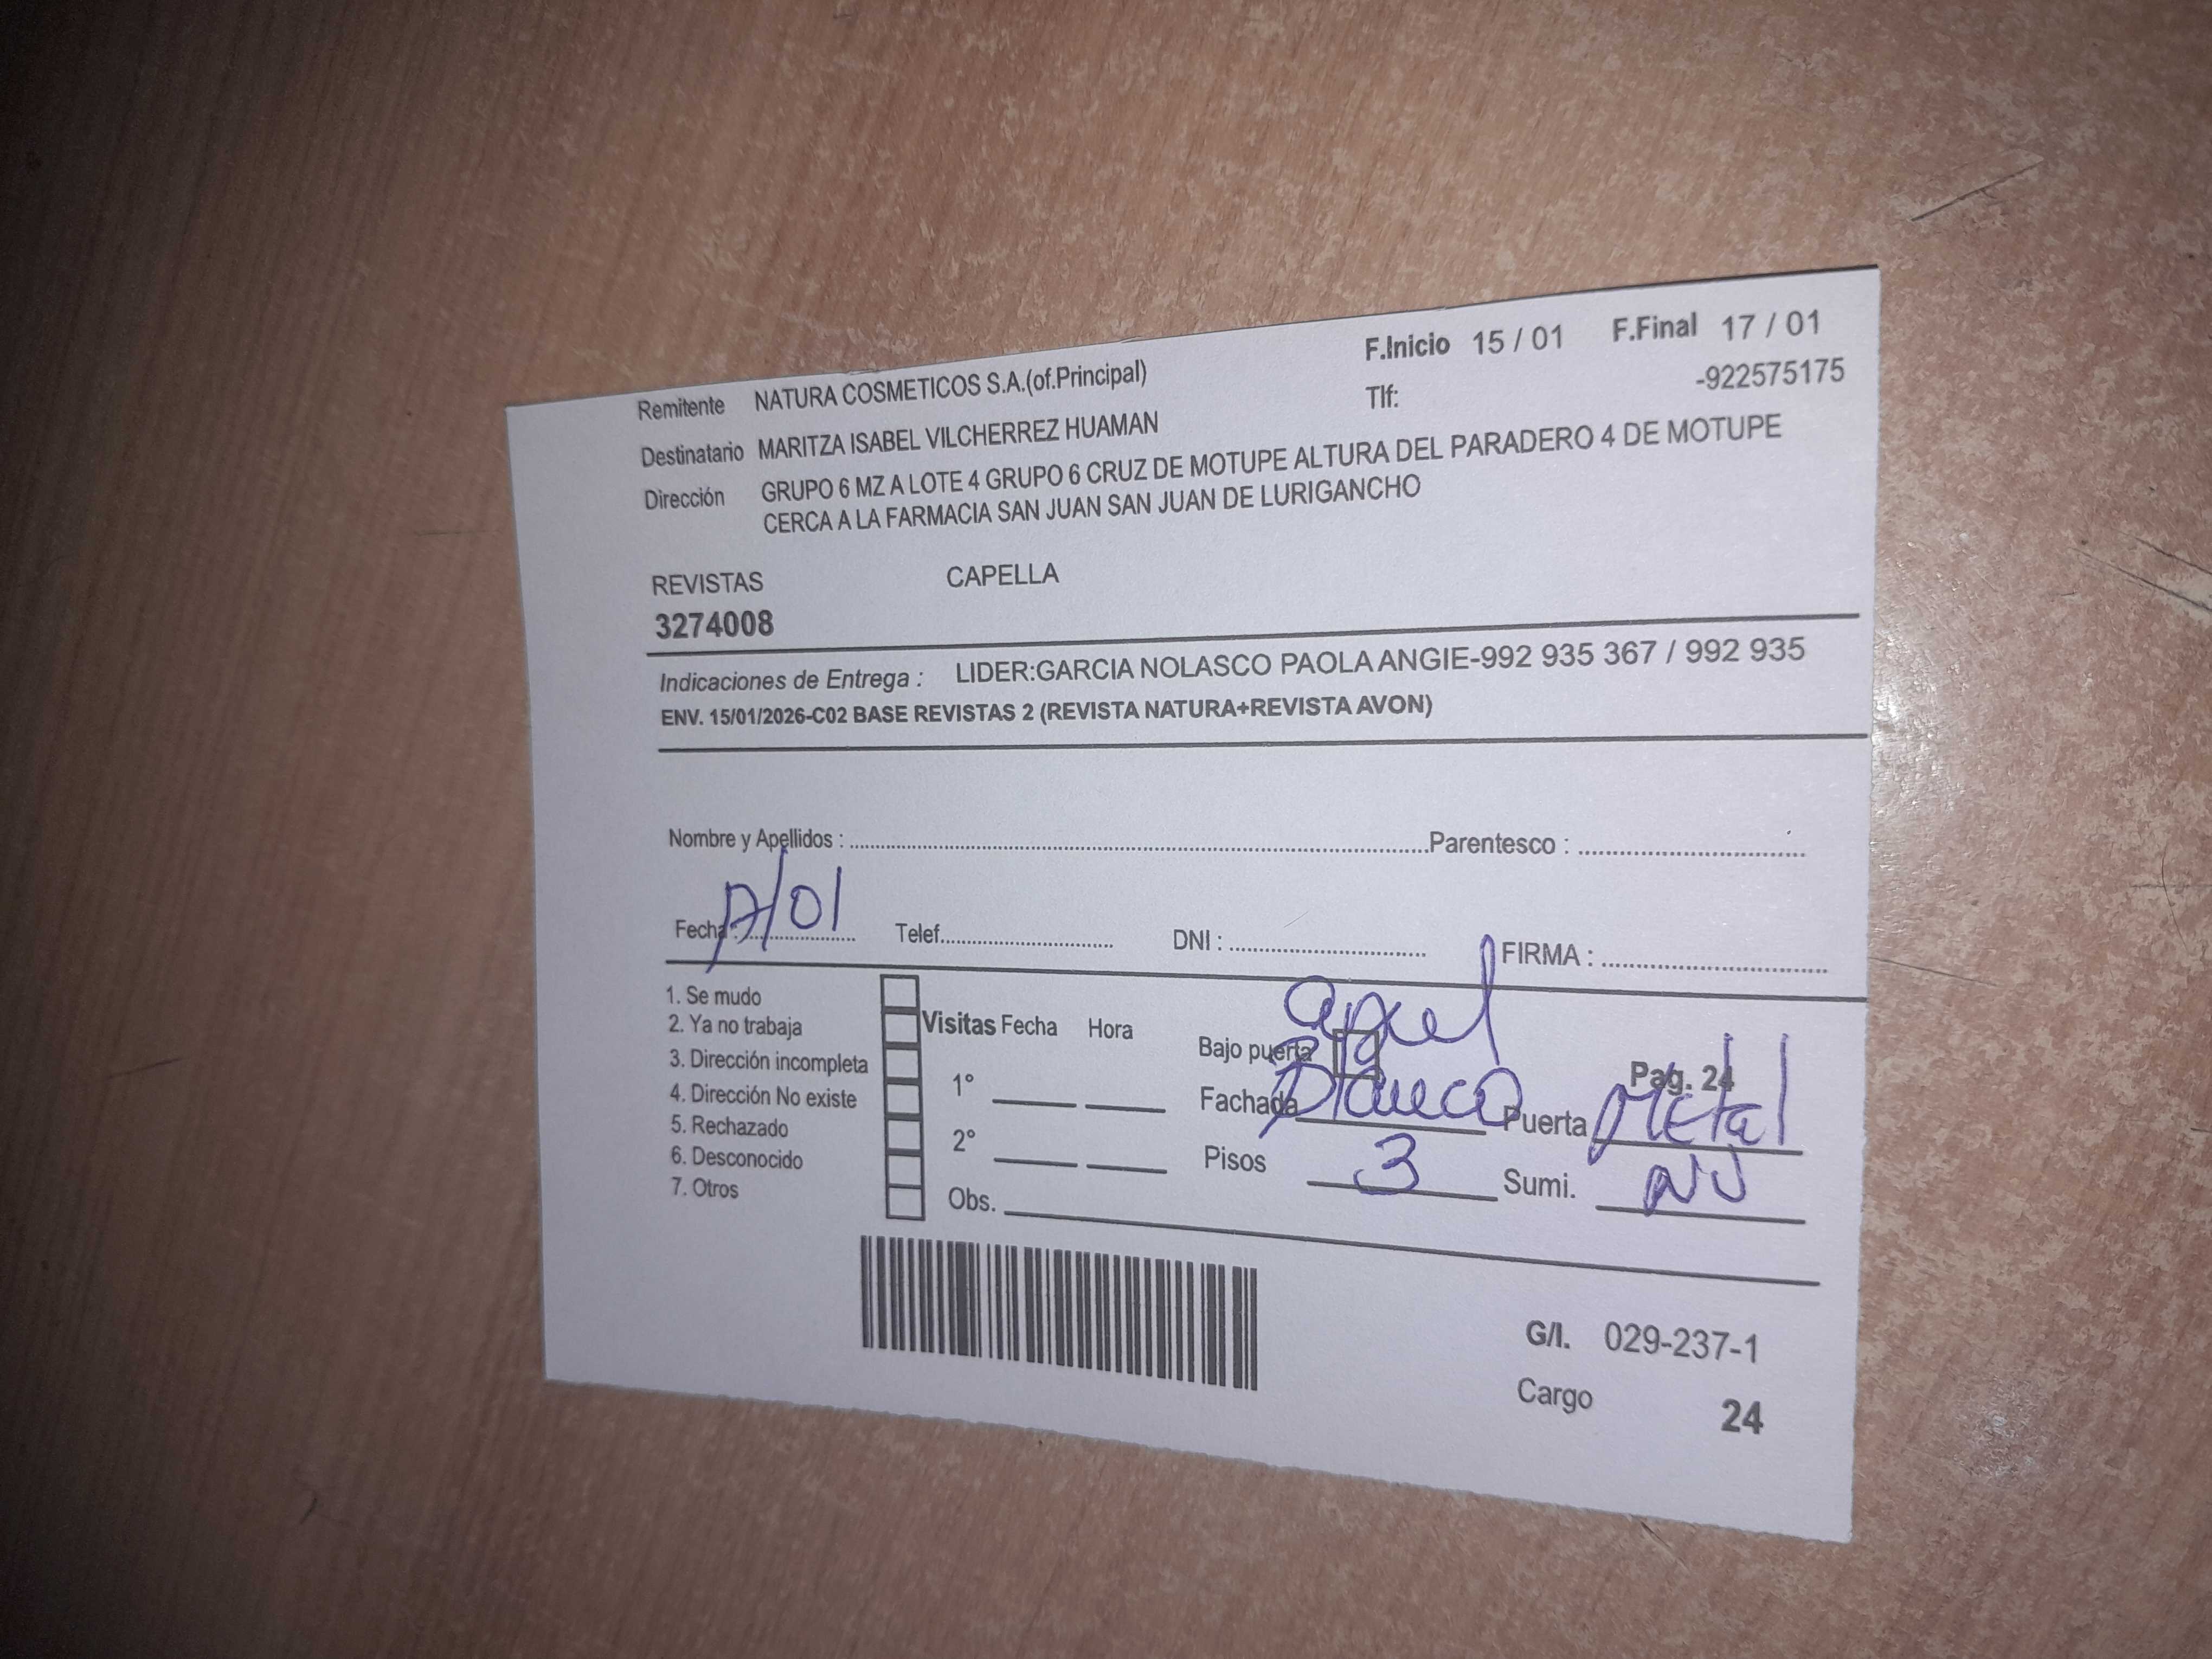 F.Inicio 15 / 01 F.Final 17 / 01
Remitente NATURA COSMETICOS S.A.(of.Principal)
Tlf: -922575175
Destinatario MARITZA ISABEL VILCHERREZ HUAMAN
Dirección GRUPO 6 MZ A LOTE 4 GRUPO 6 CRUZ DE MOTUPE ALTURA DEL PARADERO 4 DE MOTUPE
CERCA A LA FARMACIA SAN JUAN SAN JUAN DE LURIGANCHO
REVISTAS CAPELLA
3274008
Indicaciones de Entrega : LIDER:GARCIA NOLASCO PAOLA ANGIE-992 935 367 / 992 935
ENV. 15/01/2026-C02 BASE REVISTAS 2 (REVISTA NATURA+REVISTA AVON)
Nombre y Apellidos : Parentesco :
Fecha : 17/01 Telef. DNI : FIRMA :
1. Se mudo
2. Ya no trabaja
3. Dirección incompleta
4. Dirección No existe
5. Rechazado
6. Desconocido
7. Otros
Visitas Fecha Hora
1°
2°
Obs.
Bajo puerta Pag. 24
Fachada Blanco Puerta Metal
Pisos 3 Sumi. NO
G/I. 029-237-1
Cargo 24